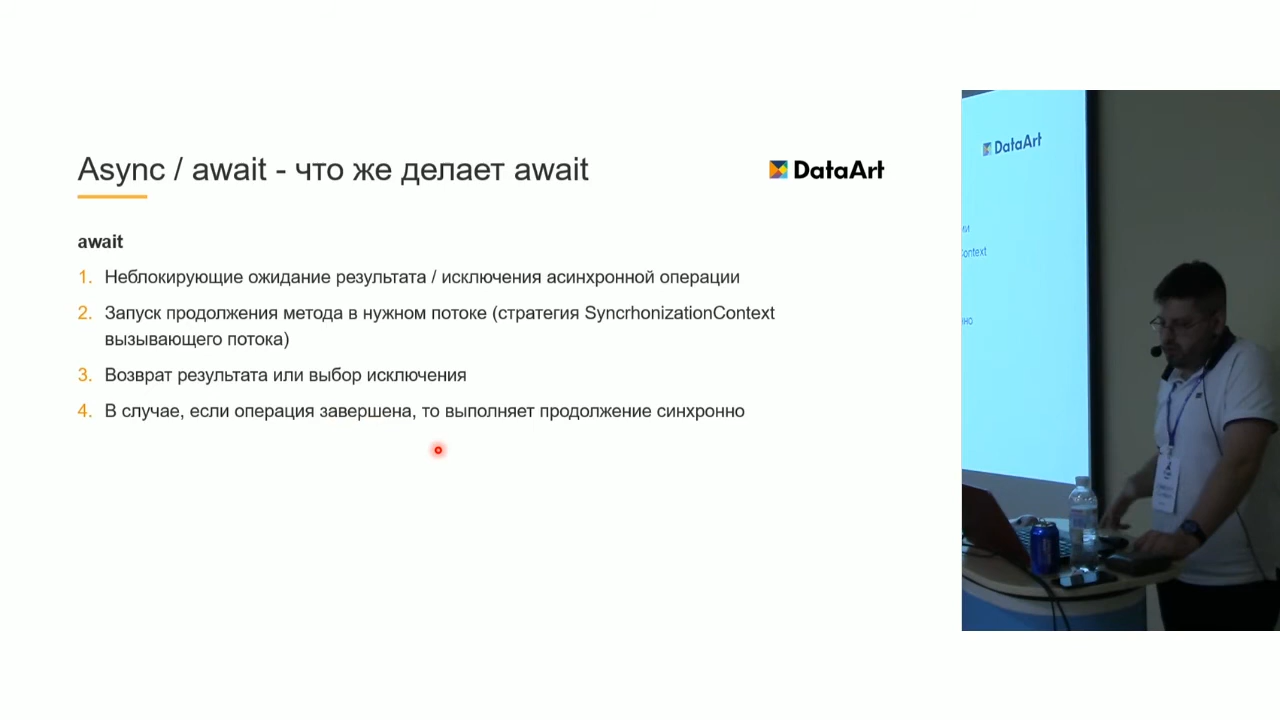 Async / await - что же делает await
DataArt
await
1. Неблокирующие ожидание результата / исключения асинхронной операции
2. Запуск продолжения метода в нужном потоке (стратегия SyncrhonizationContext
вызывающего потока)
3. Возврат результата или выбор исключения
4. В случае, если операция завершена, то выполняет продолжение синхронно
DataArt